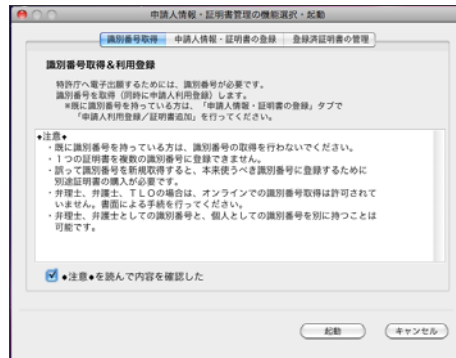 申請人情報・証明書管理の機能選択・起動
識別番号取得 申請人情報・証明書の登録 登録済証明書の管理
識別番号取得&利用登録
特許庁へ電子出願するためには、識別番号が必要です。
識別番号を取得（同時に申請人利用登録）します。
※既に識別番号を持っている方は、「申請人情報・証明書の登録」タブで
「申請人利用登録／証明書追加」を行ってください。
◆注意◆
・既に識別番号を持っている方は、識別番号の取得を行わないでください。
・１つの証明書を複数の識別番号に登録できません。
・誤って識別番号を新規取得すると、本来使うべき識別番号に登録するために
別途証明書の購入が必要です。
・弁理士、弁護士、ＴＬＯの場合は、オンラインでの識別番号取得は許可されて
いません。書面による手続を行ってください。
・弁理士、弁護士としての識別番号と、個人としての識別番号を別に持つことは
可能です。
◆注意◆を読んで内容を確認した
起動 キャンセル